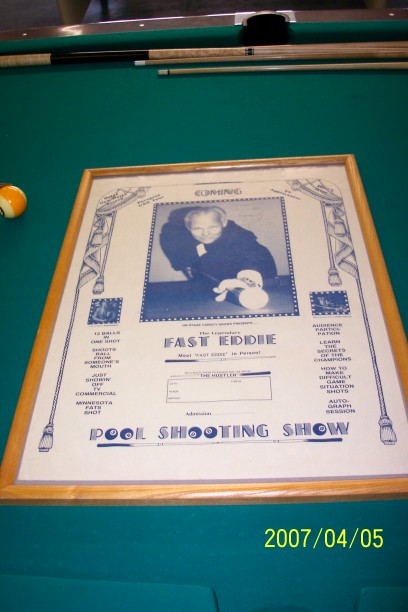 COMING
The Legendary
FAST EDDIE
Meet "FAST EDDIE" in Person!
"THE HUSTLER"
12 BALLS
IN
ONE SHOT
SHOOTS
BALL
FROM
SOMEONE'S
MOUTH
JUST
SHOWIN'
OFF
TV
COMMERCIAL
MINNESOTA
FATS
SHOT
AUDIENCE
PARTICI-
PATION
LEARN
THE
SECRETS
OF THE
CHAMPIONS
HOW TO
MAKE
DIFFICULT
GAME
SITUATION
SHOTS
AUTO-
GRAPH
SESSION
Admission
POOL SHOOTING SHOW
2007/04/05